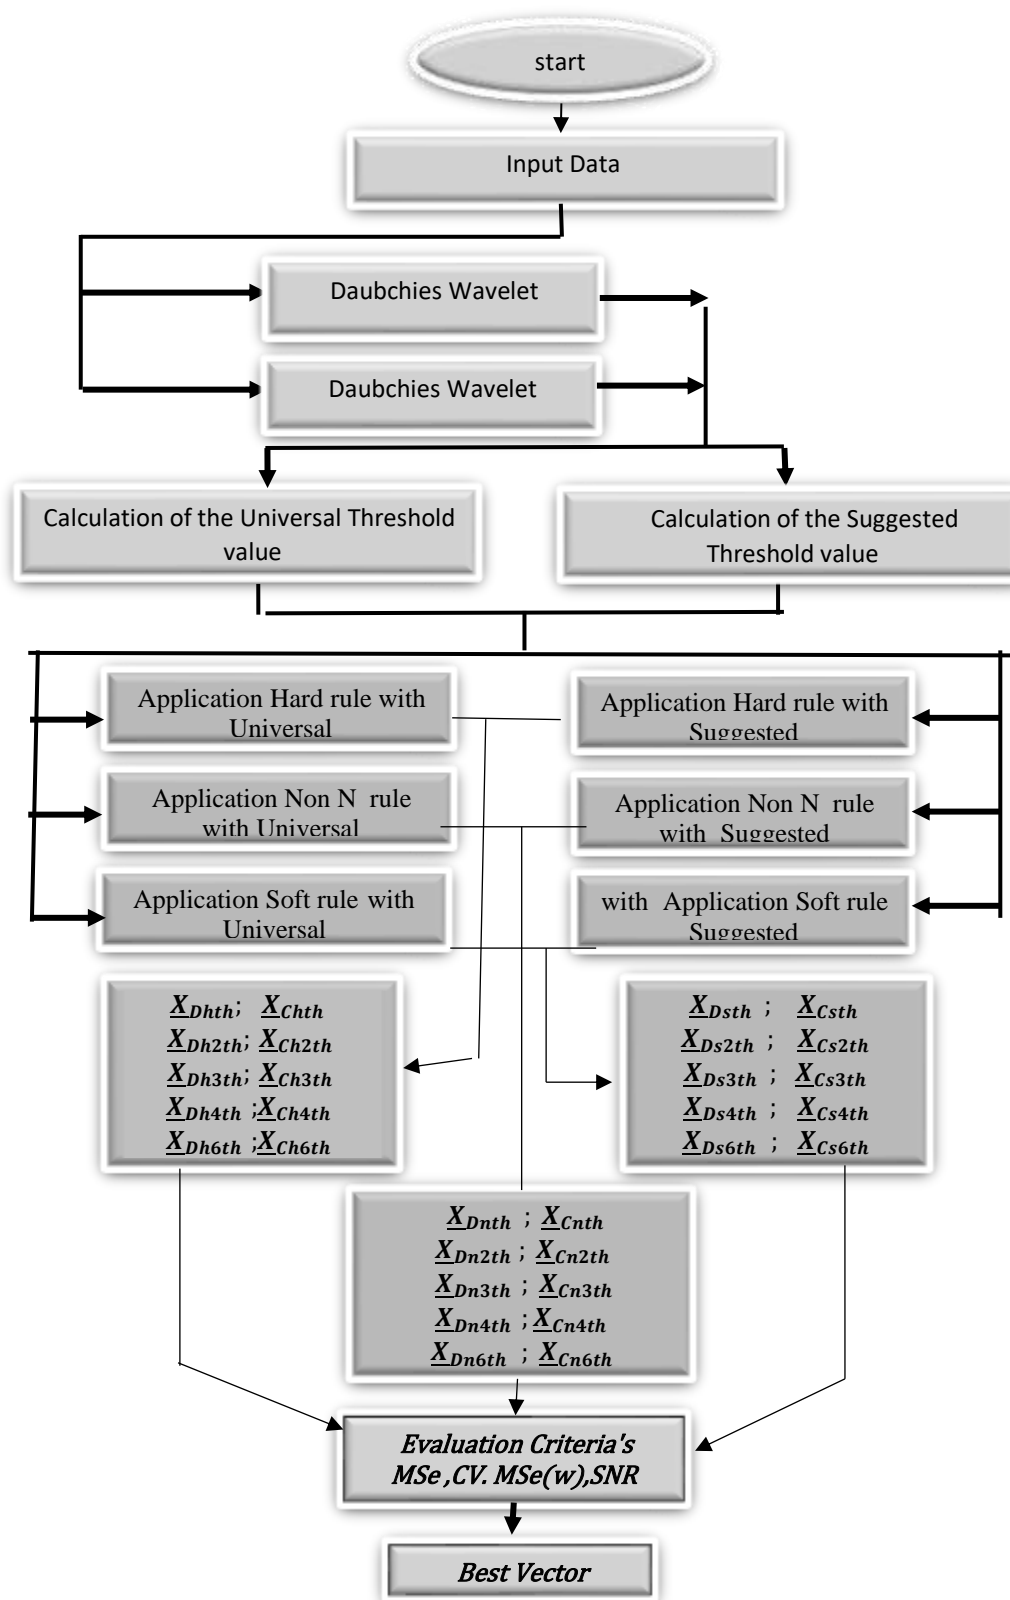 start
Input Data
Daubchies Wavelet
Daubchies Wavelet
Calculation of the Universal Threshold
value
Calculation of the Suggested
Threshold value
Application Hard rule with
Universal
Application Hard rule with
Suggested
Application Non N rule
with Universal
Application Non N rule
with Suggested
Application Soft rule with
Universal
with Application Soft rule
Suggested
X_Dhth; X_Chth
X_Dh2th; X_Ch2th
X_Dh3th; X_Ch3th
X_Dh4th ;X_Ch4th
X_Dh6th ;X_Ch6th
X_Dsth ; X_Csth
X_Ds2th ; X_Cs2th
X_Ds3th ; X_Cs3th
X_Ds4th ; X_Cs4th
X_Ds6th ; X_Cs6th
X_Dnth ; X_Cnth
X_Dn2th ; X_Cn2th
X_Dn3th ; X_Cn3th
X_Dn4th ; X_Cn4th
X_Dn6th ; X_Cn6th
Evaluation Criteria's
MSe ,CV. MSe(w),SNR
Best Vector